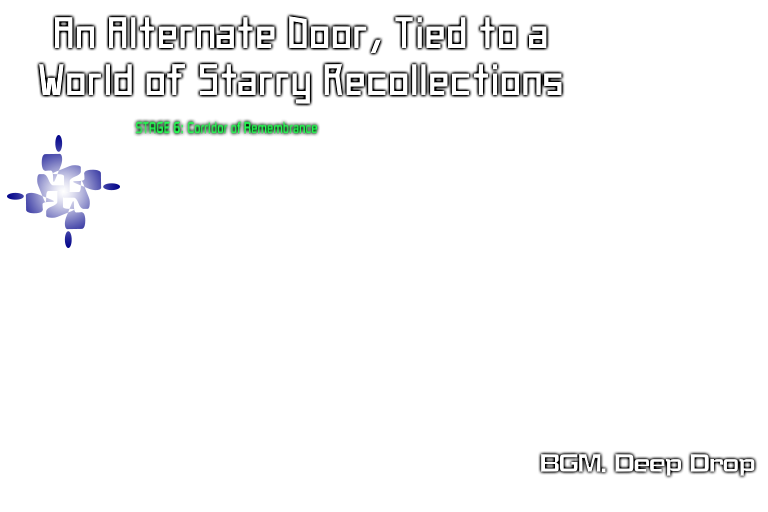 An Alternate Door, Tied to a
World of Starry Recollections
STAGE 6: Corridor of Remembrance
BGM. Deep Drop